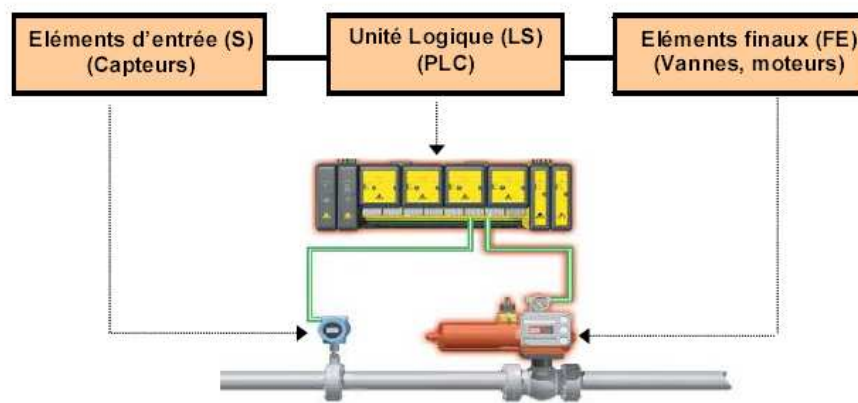 Eléments d'entrée (S)
(Capteurs)
Unité Logique (LS)
(PLC)
Eléments finaux (FE)
(Vannes, moteurs)